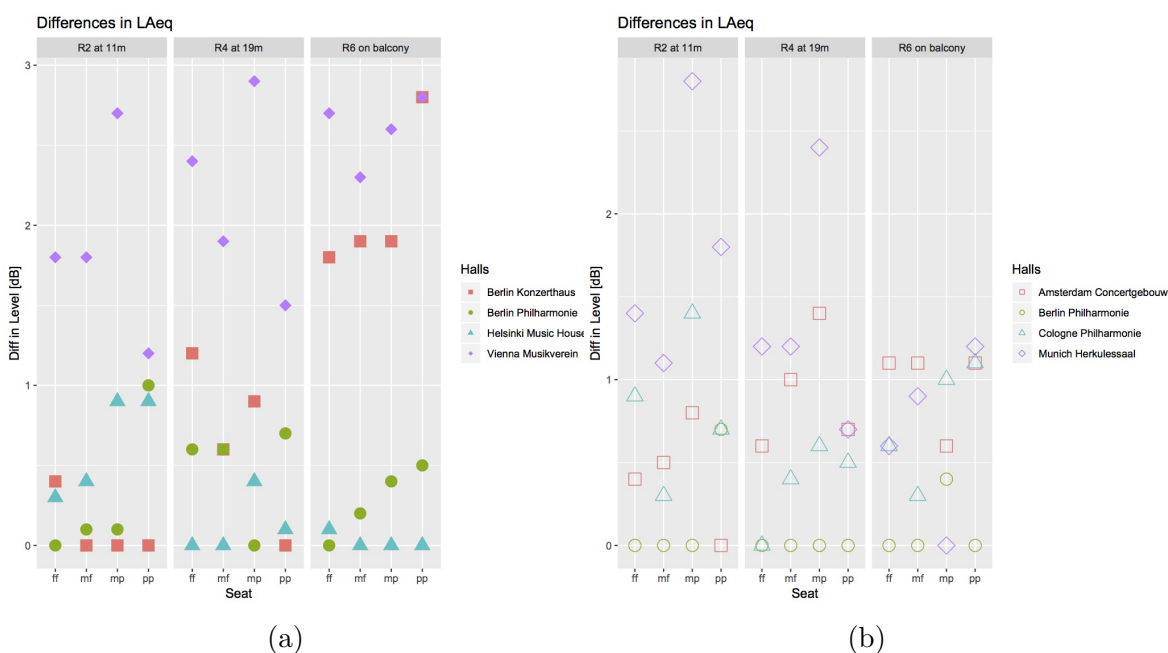 Differences in LAeq
R2 at 11m
R4 at 19m
R6 on balcony
3
2
1
0
Diff in Level [dB]
ff
mf
mp
pp
ff
mf
mp
pp
ff
mf
mp
pp
Seat
Halls
Berlin Konzerthaus
Berlin Philharmonie
Helsinki Music House
Vienna Musikverein
(a)
Differences in LAeq
R2 at 11m
R4 at 19m
R6 on balcony
2
1
0
Diff in Level [dB]
ff
mf
mp
pp
ff
mf
mp
pp
ff
mf
mp
pp
Seat
Halls
Amsterdam Concertgebouw
Berlin Philharmonie
Cologne Philharmonie
Munich Herkulessaal
(b)